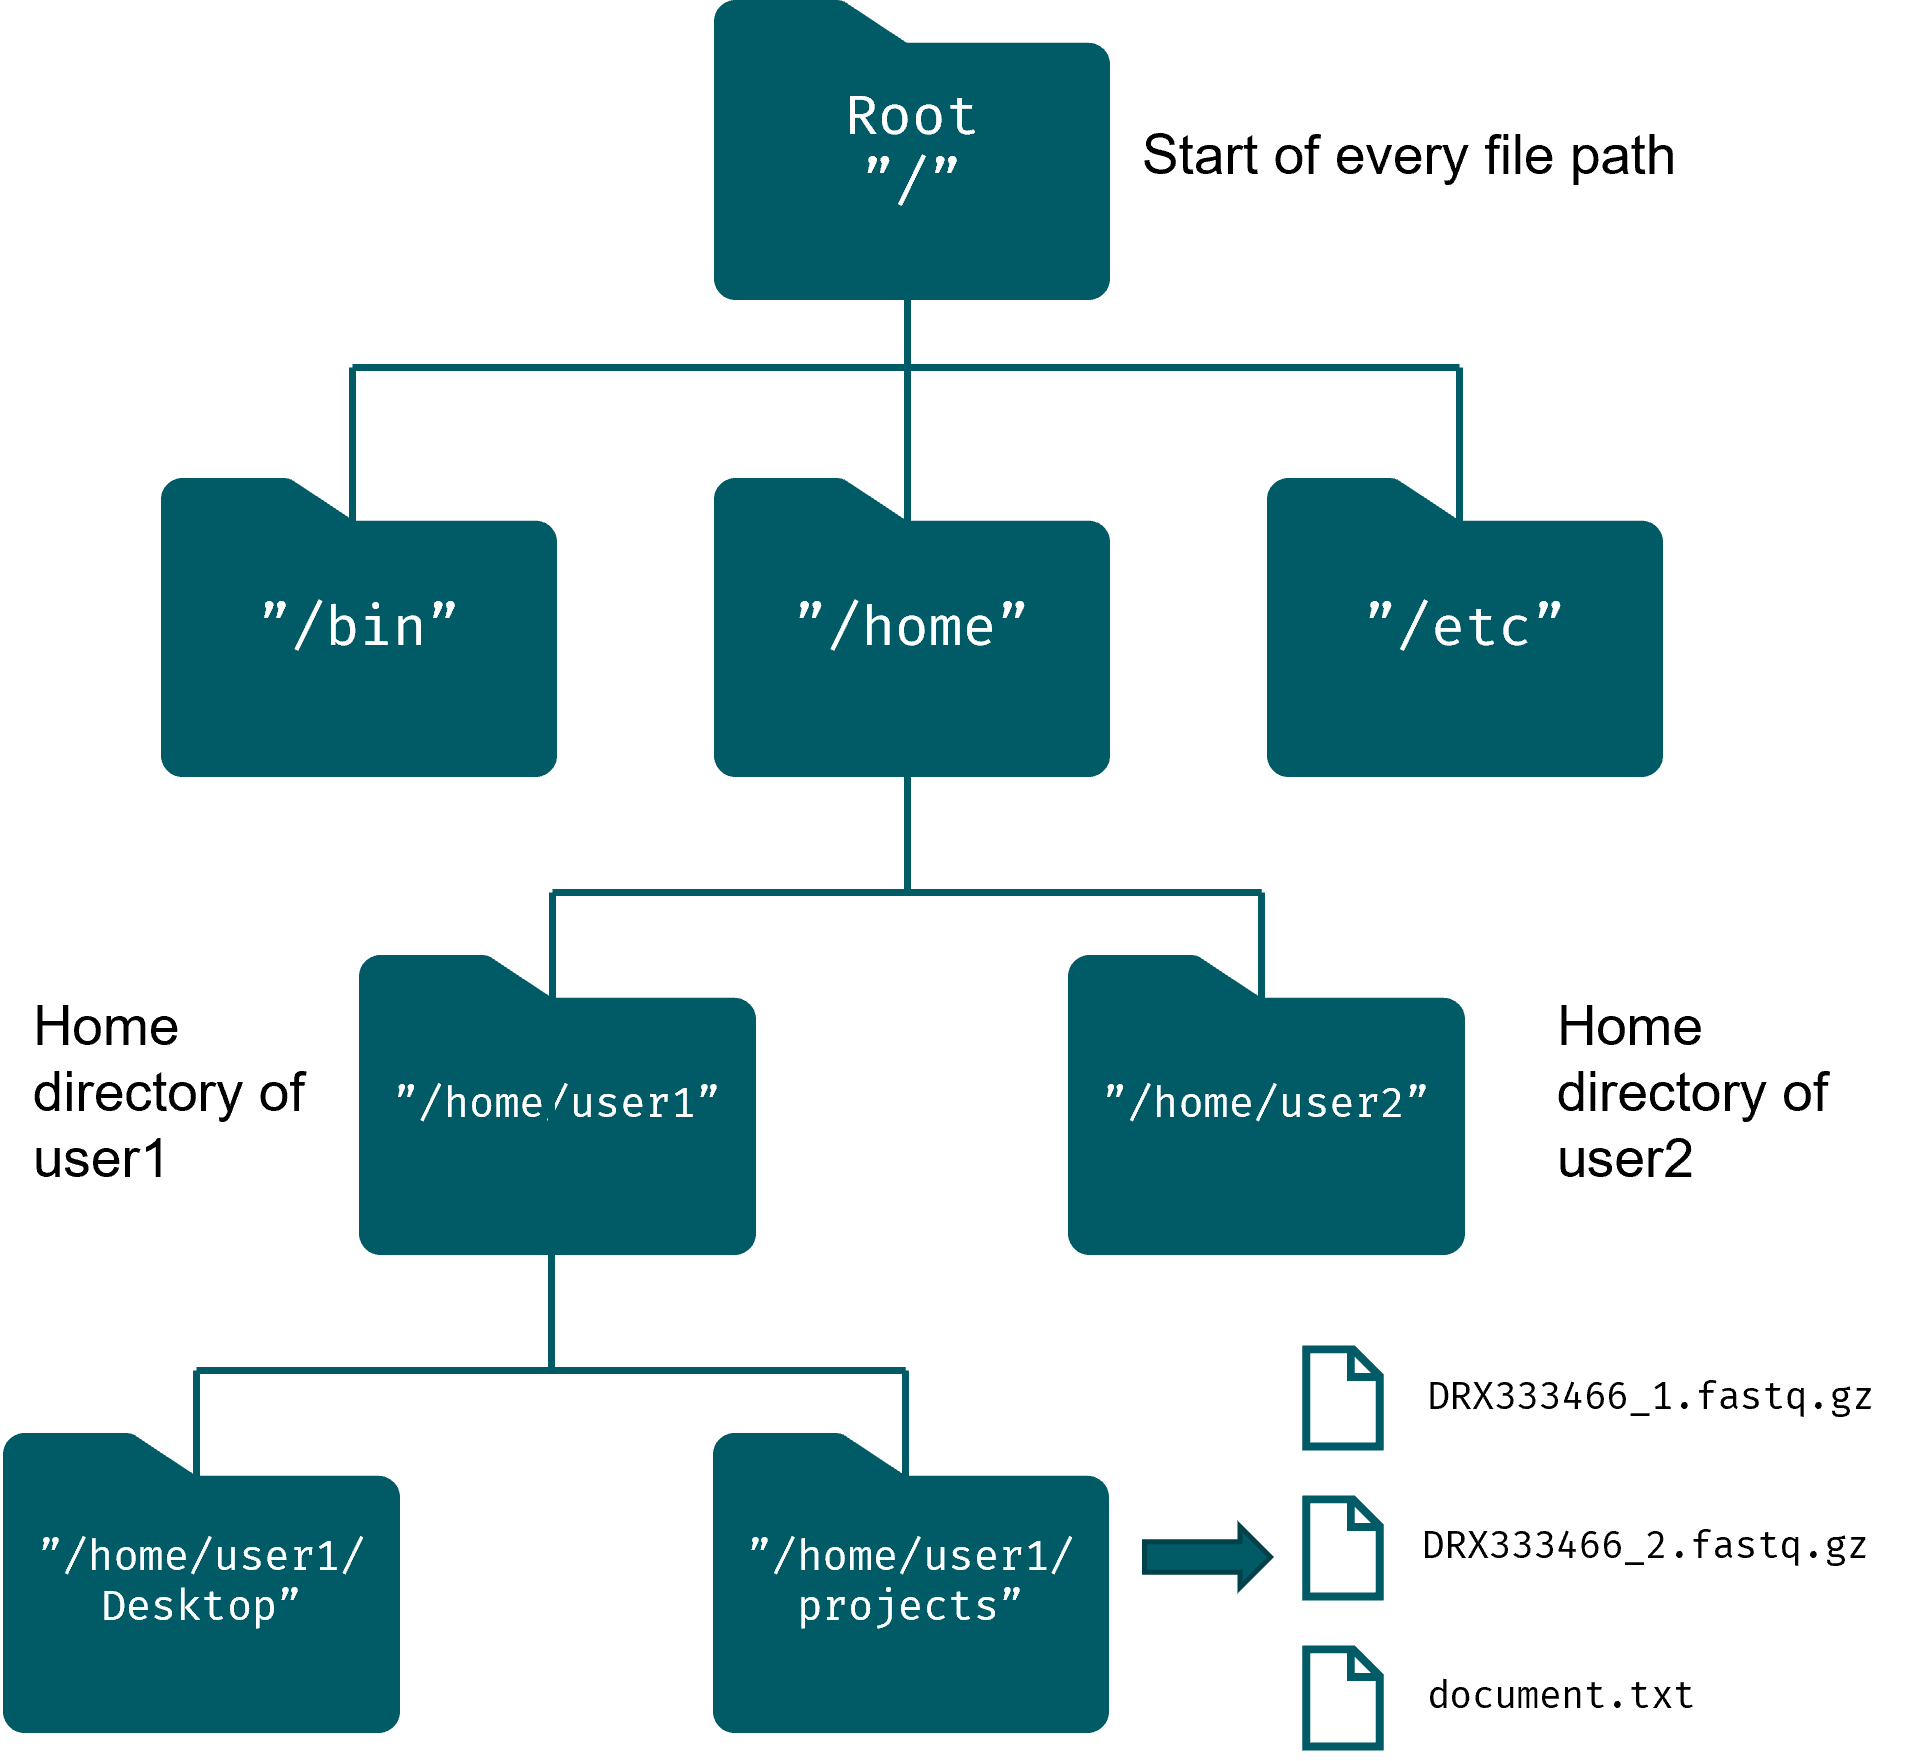 Root
”/”
Start of every file path
”/bin”
”/home”
”/etc”
Home
directory of
user1
”/home/user1”
”/home/user2”
Home
directory of
user2
”/home/user1/
Desktop”
”/home/user1/
projects”
DRX333466_1.fastq.gz
DRX333466_2.fastq.gz
document.txt